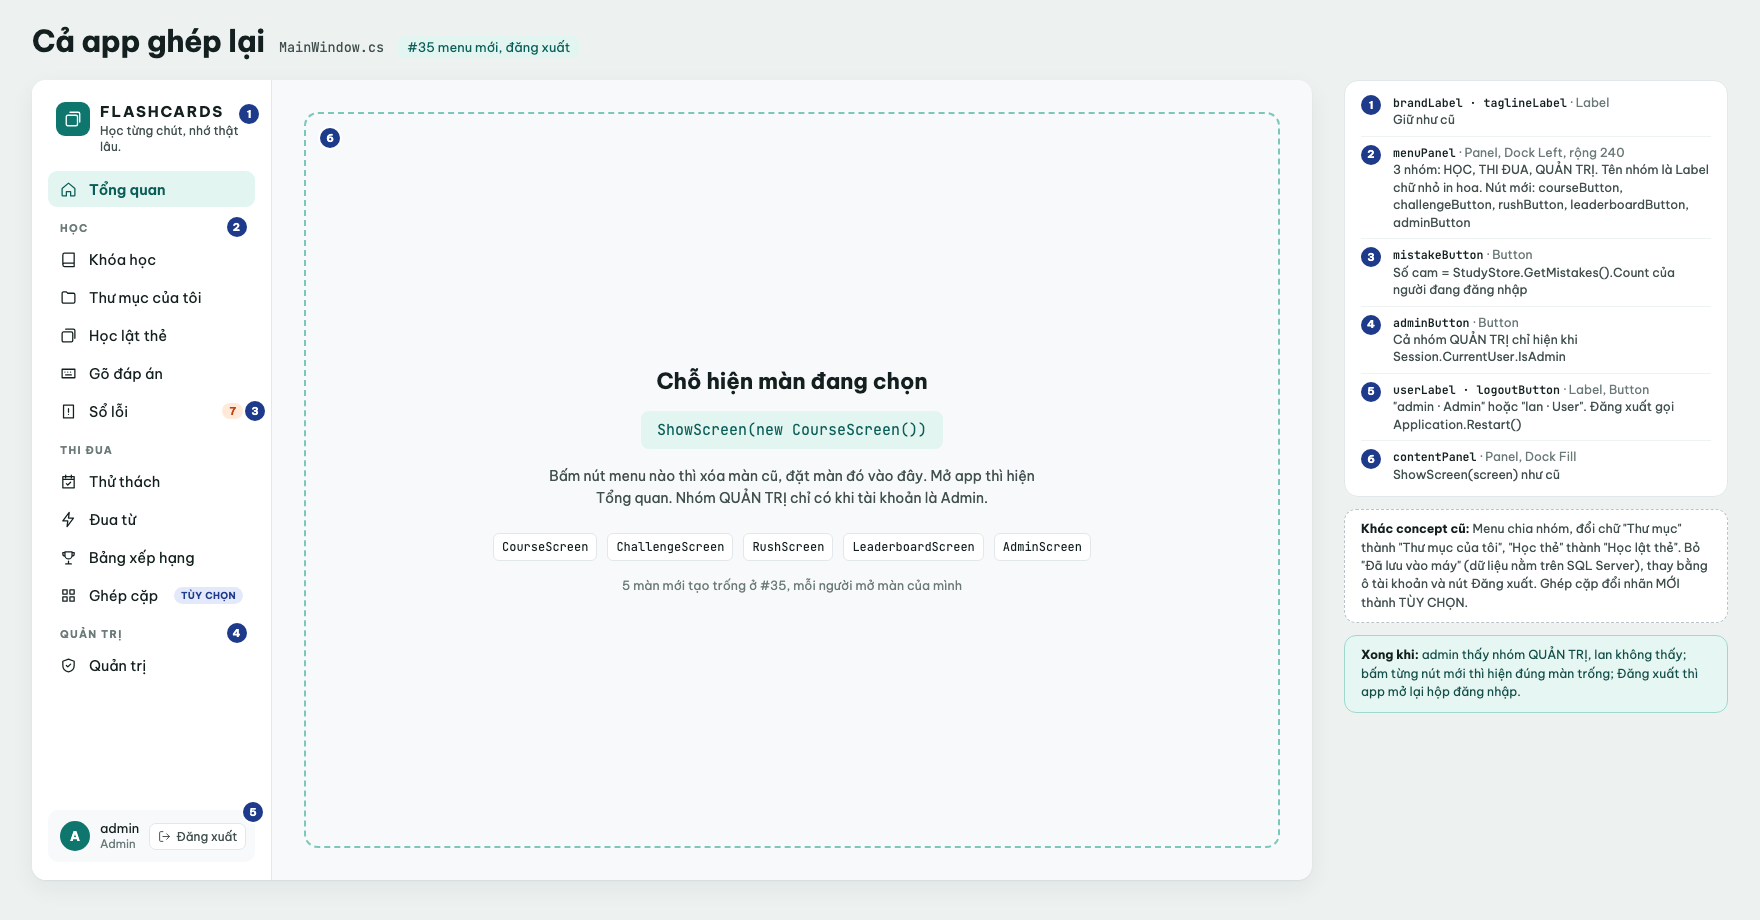 Cả app ghép lại MainWindow.cs #35 menu mới, đăng xuất
FLASHCARDS 1
Học từng chút, nhớ thật
lâu.
Tổng quan
HỌC 2
Khóa học
Thư mục của tôi
Học lật thẻ
Gõ đáp án
Sổ lỗi 7 3
THI ĐUA
Thử thách
Đua từ
Bảng xếp hạng
Ghép cặp TÙY CHỌN
QUẢN TRỊ 4
Quản trị
5
A admin
Admin
Đăng xuất
6
Chỗ hiện màn đang chọn
ShowScreen(new CourseScreen())
Bấm nút menu nào thì xóa màn cũ, đặt màn đó vào đây. Mở app thì hiện
Tổng quan. Nhóm QUẢN TRỊ chỉ có khi tài khoản là Admin.
CourseScreen ChallengeScreen RushScreen LeaderboardScreen AdminScreen
5 màn mới tạo trống ở #35, mỗi người mở màn của mình
1 brandLabel · taglineLabel · Label
Giữ như cũ
2 menuPanel · Panel, Dock Left, rộng 240
3 nhóm: HỌC, THI ĐUA, QUẢN TRỊ. Tên nhóm là Label
chữ nhỏ in hoa. Nút mới: courseButton,
challengeButton, rushButton, leaderboardButton,
adminButton
3 mistakeButton · Button
Số cam = StudyStore.GetMistakes().Count của
người đang đăng nhập
4 adminButton · Button
Cả nhóm QUẢN TRỊ chỉ hiện khi
Session.CurrentUser.IsAdmin
5 userLabel · logoutButton · Label, Button
"admin · Admin" hoặc "lan · User". Đăng xuất gọi
Application.Restart()
6 contentPanel · Panel, Dock Fill
ShowScreen(screen) như cũ
Khác concept cũ: Menu chia nhóm, đổi chữ "Thư mục"
thành "Thư mục của tôi", "Học thẻ" thành "Học lật thẻ". Bỏ
"Đã lưu vào máy" (dữ liệu nằm trên SQL Server), thay bằng
ô tài khoản và nút Đăng xuất. Ghép cặp đổi nhãn MỚI
thành TÙY CHỌN.
Xong khi: admin thấy nhóm QUẢN TRỊ, lan không thấy;
bấm từng nút mới thì hiện đúng màn trống; Đăng xuất thì
app mở lại hộp đăng nhập.